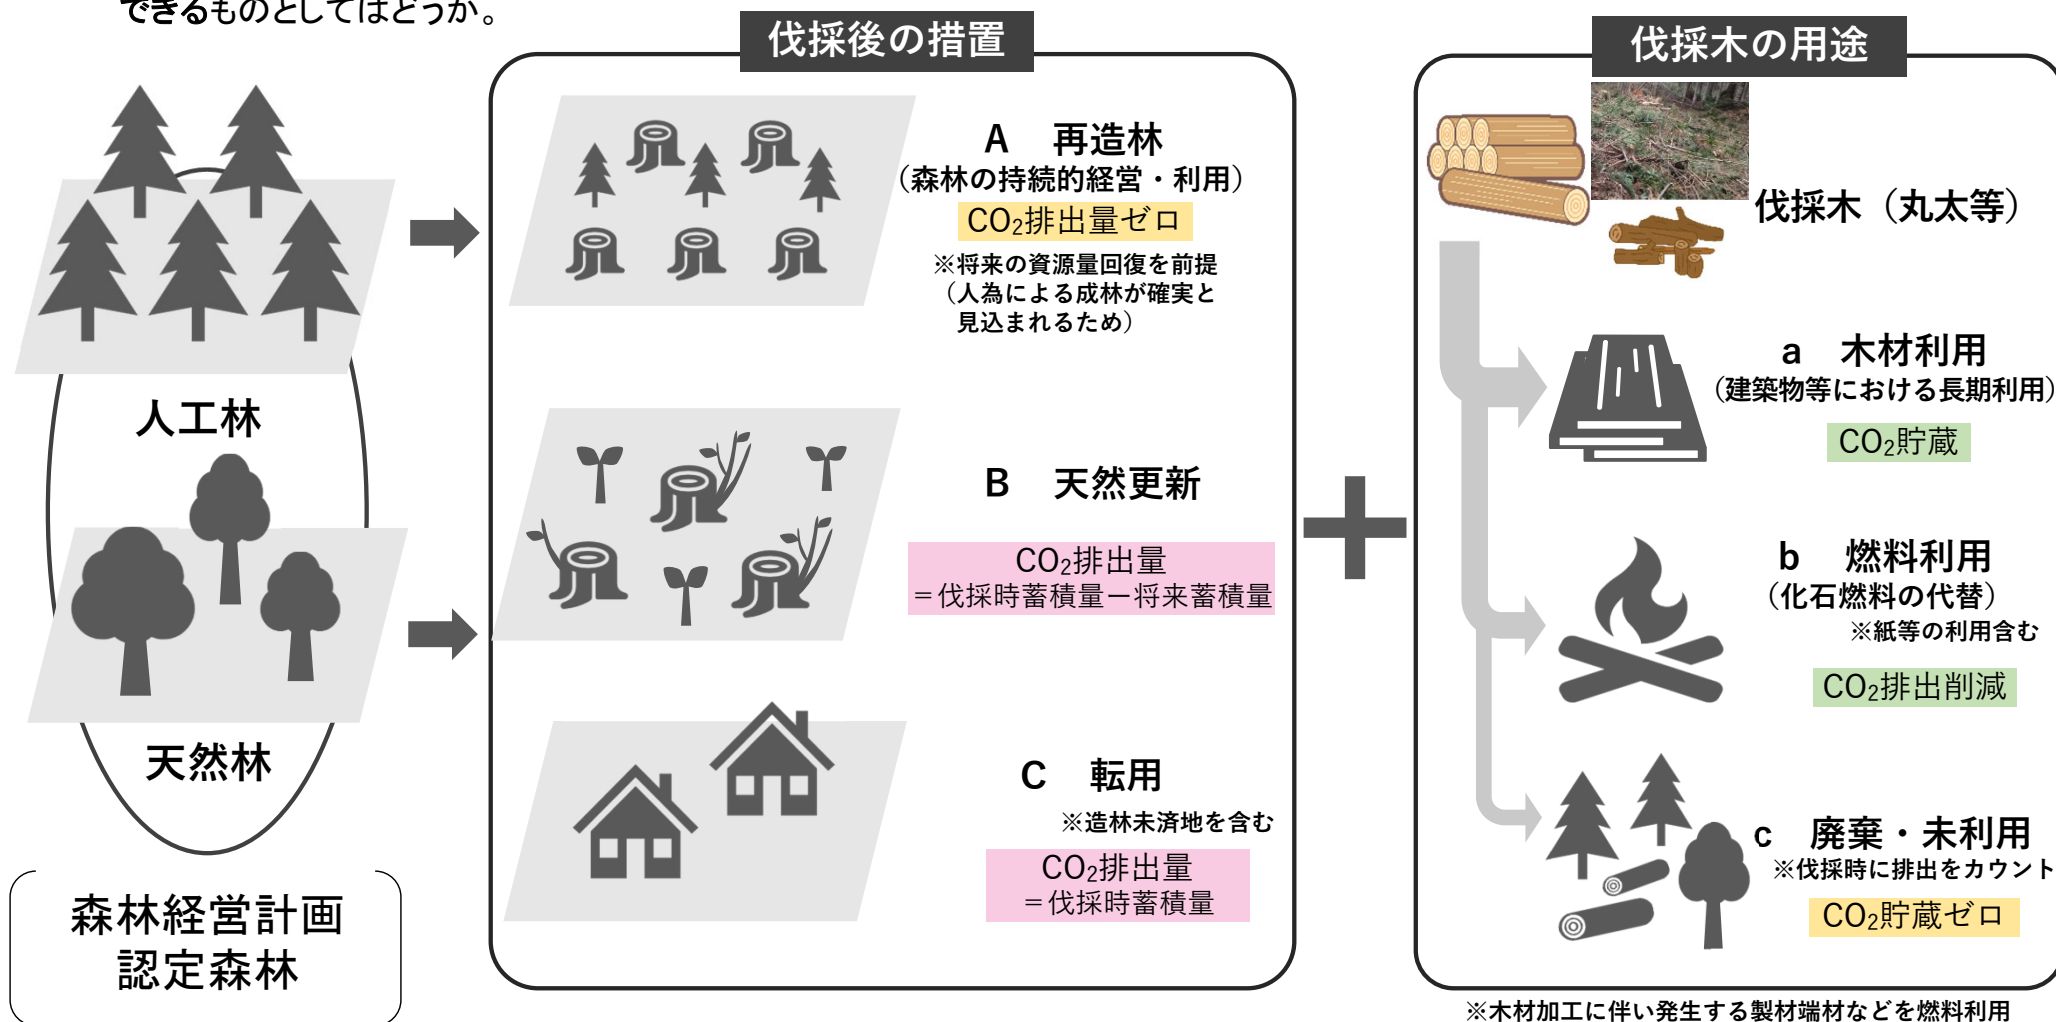 できるものとしてはどうか。
人工林
天然林
森林経営計画
認定森林
伐採後の措置
A 再造林
（森林の持続的経営・利用）
CO₂排出量ゼロ
※将来の資源量回復を前提
（人為による成林が確実と
見込まれるため）
B 天然更新
CO₂排出量
＝伐採時蓄積量ー将来蓄積量
C 転用
※造林未済地を含む
CO₂排出量
＝伐採時蓄積量
伐採木の用途
伐採木（丸太等）
a 木材利用
（建築物等における長期利用）
CO₂貯蔵
b 燃料利用
（化石燃料の代替）
※紙等の利用含む
CO₂排出削減
c 廃棄・未利用
※伐採時に排出をカウント
CO₂貯蔵ゼロ
※木材加工に伴い発生する製材端材などを燃料利用